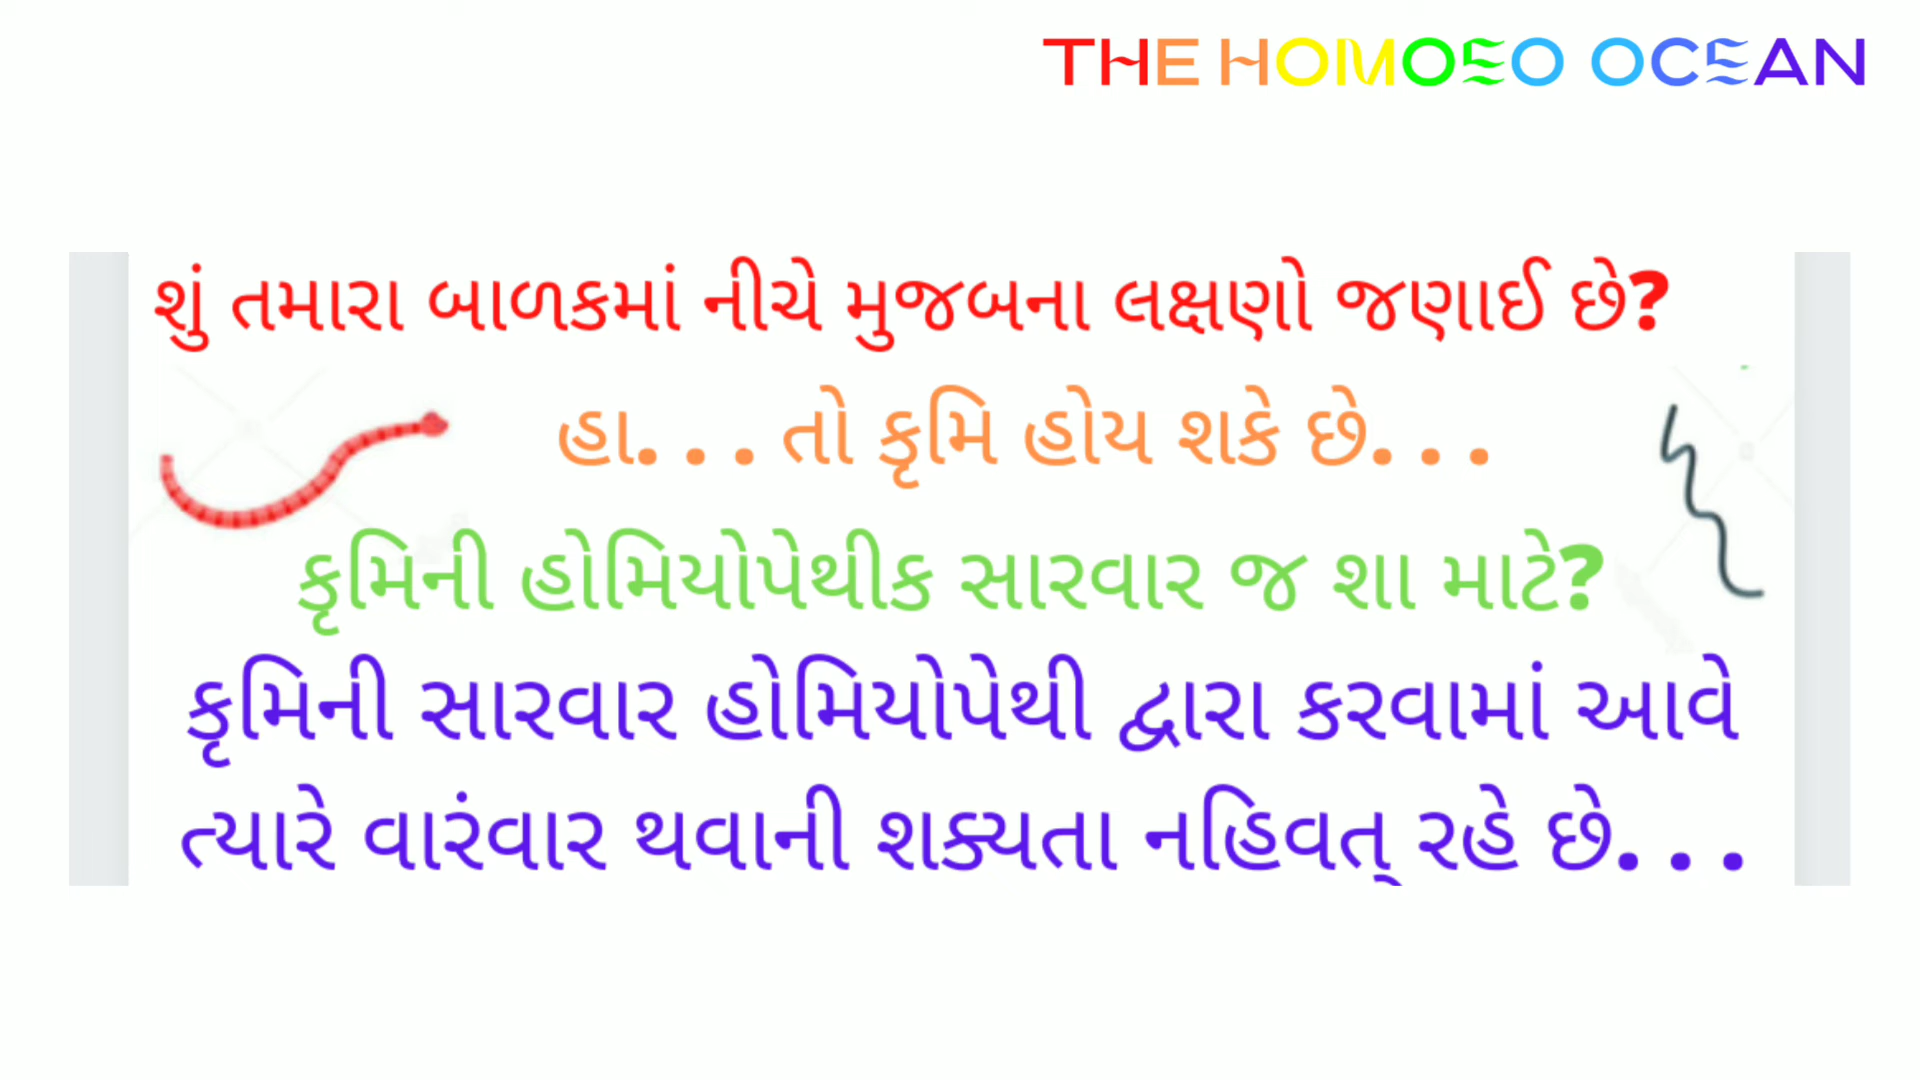 THE HOMOEO OCEAN
શું તમારા બાળકમાં નીચે મુજબના લક્ષણો જણાઈ છે?
હા... તો કૃમિ હોય શકે છે...
કૃમિની હોમિયોપેથીક સારવાર જ શા માટે?
કૃમિની સારવાર હોમિયોપેથી દ્વારા કરવામાં આવે
ત્યારે વારંવાર થવાની શક્યતા નહિવત્ રહે છે...